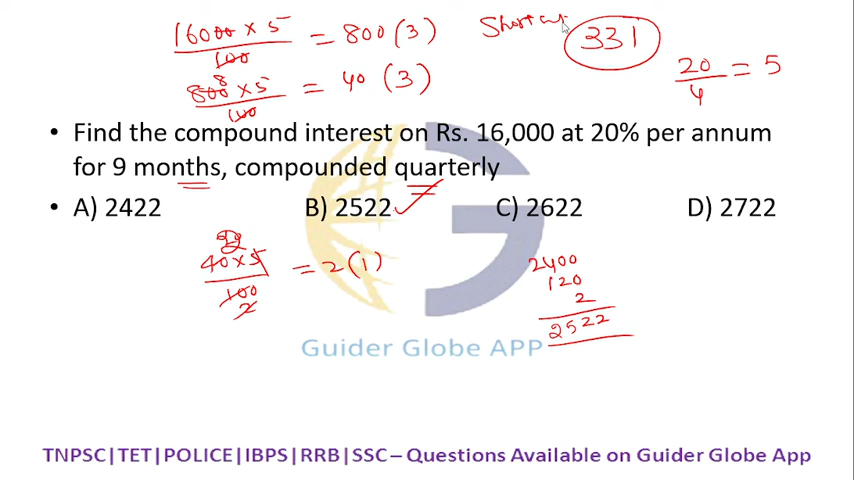 16000 × 5 / 100 = 800 (3)
Shortcut
331
20 / 4 = 5
8
800 × 5 / 100 = 40 (3)
• Find the compound interest on Rs. 16,000 at 20% per annum
for 9 months, compounded quarterly
• A) 2422 B) 2522 C) 2622 D) 2722
40 × 5 / 100 = 2 (1)
2
2400
120
2
2522
Guider Globe APP
TNPSC|TET|POLICE|IBPS|RRB|SSC – Questions Available on Guider Globe App